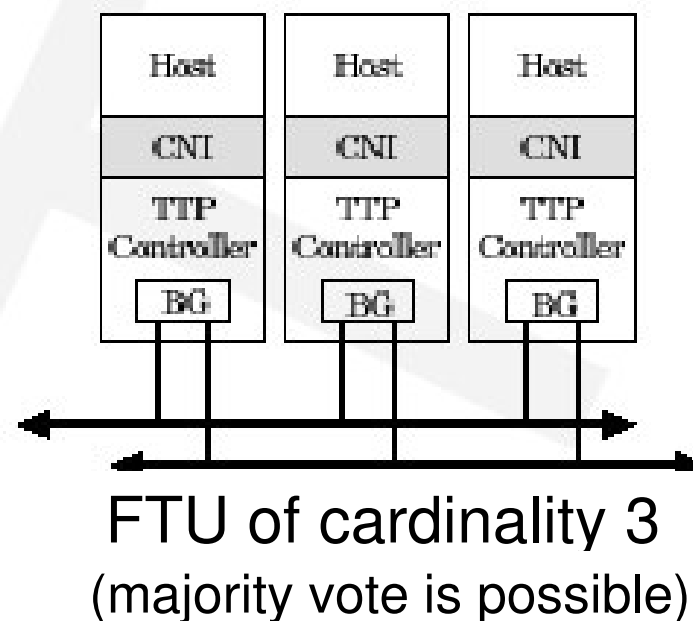 Host Host Host
CNI CNI CNI
TTP TTP TTP
Controller Controller Controller
BG BG BG
FTU of cardinality 3
(majority vote is possible)